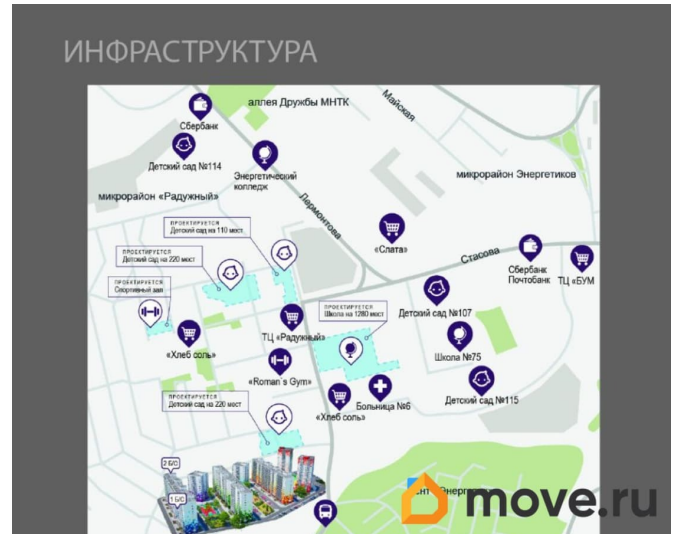 ИНФРАСТРУКТУРА
аллея Дружбы МНТК
Майская
Сбербанк
Детский сад №114
Энергетический
колледж
микрорайон Энергетиков
микрорайон «Радужный»
Лермонтова
ПРОЕКТИРУЕТСЯ
Детский сад на 110 мест
«Слата»
ПРОЕКТИРУЕТСЯ
Детский сад на 220 мест
Стасова
Сбербанк
Почтобанк
ТЦ «БУМ
ПРОЕКТИРУЕТСЯ
Спортивный зал
ПРОЕКТИРУЕТСЯ
Школа на 1280 мест
Детский сад №107
ТЦ «Радужный»
«Хлеб соль»
Школа №75
«Roman`s Gym»
ПРОЕКТИРУЕТСЯ
Детский сад на 220 мест
«Хлеб соль»
Больница №6
Детский сад №115
2 Б/С
1 Б/С
move.ru